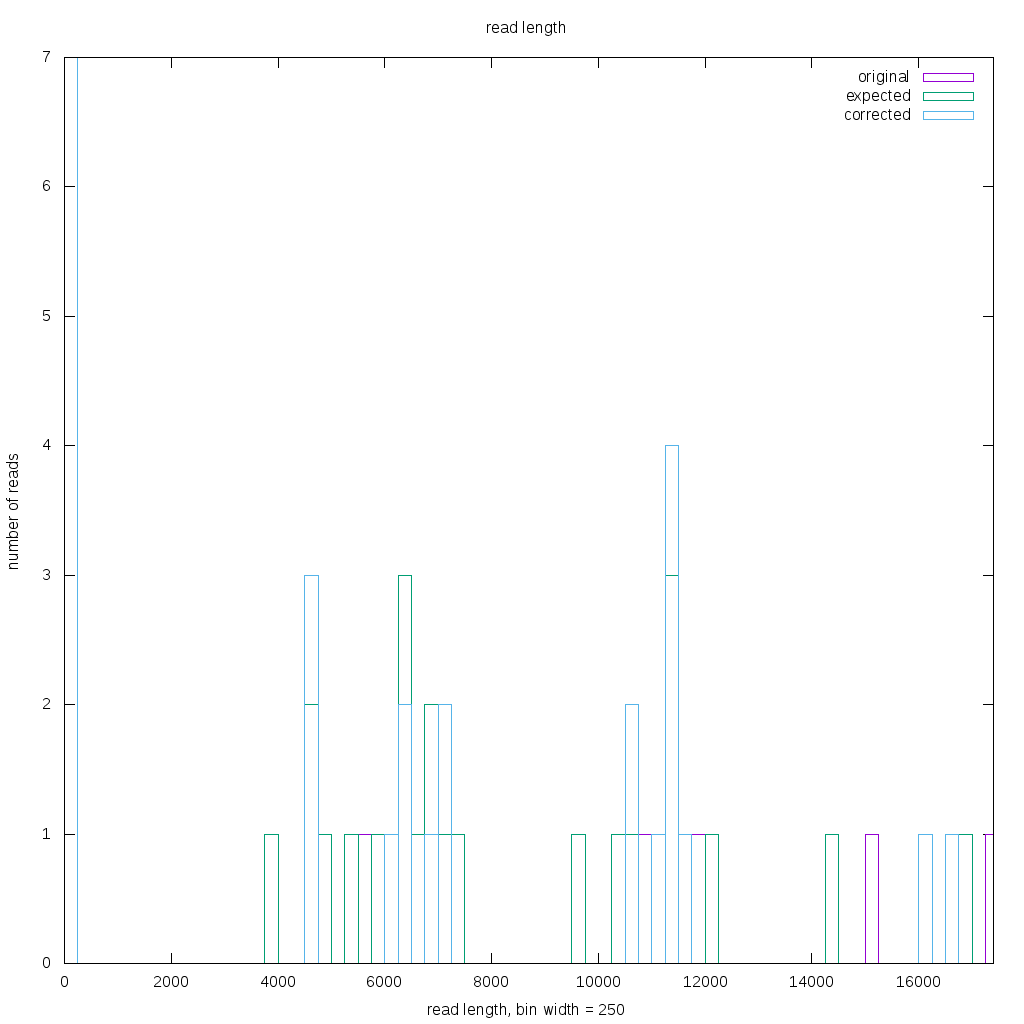 read length
original
expected
corrected
number of reads
7
6
5
4
3
2
1
0
0 2000 4000 6000 8000 10000 12000 14000 16000
read length, bin width = 250